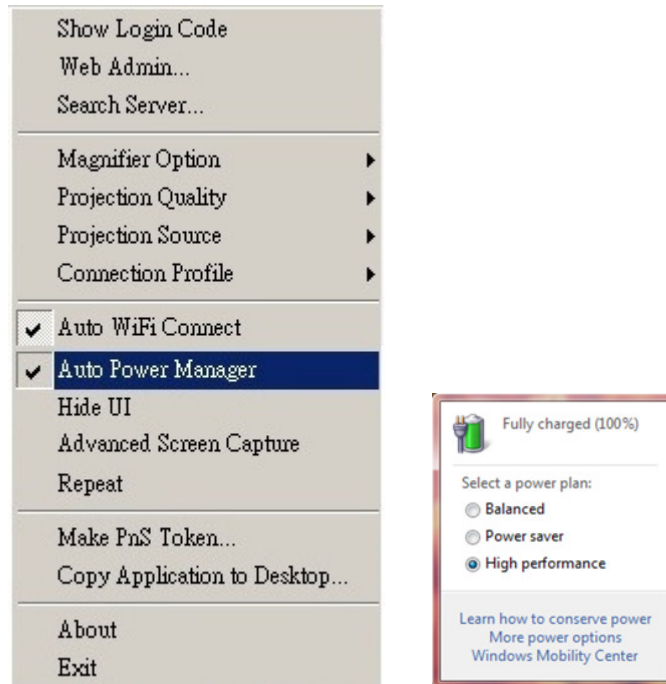 Show Login Code
Web Admin...
Search Server...
Magnifier Option
Projection Quality
Projection Source
Connection Profile
Auto WiFi Connect
Auto Power Manager
Hide UI
Advanced Screen Capture
Repeat
Make PnS Token...
Copy Application to Desktop...
About
Exit
Fully charged (100%)
Select a power plan:
Balanced
Power saver
High performance
Learn how to conserve power
More power options
Windows Mobility Center